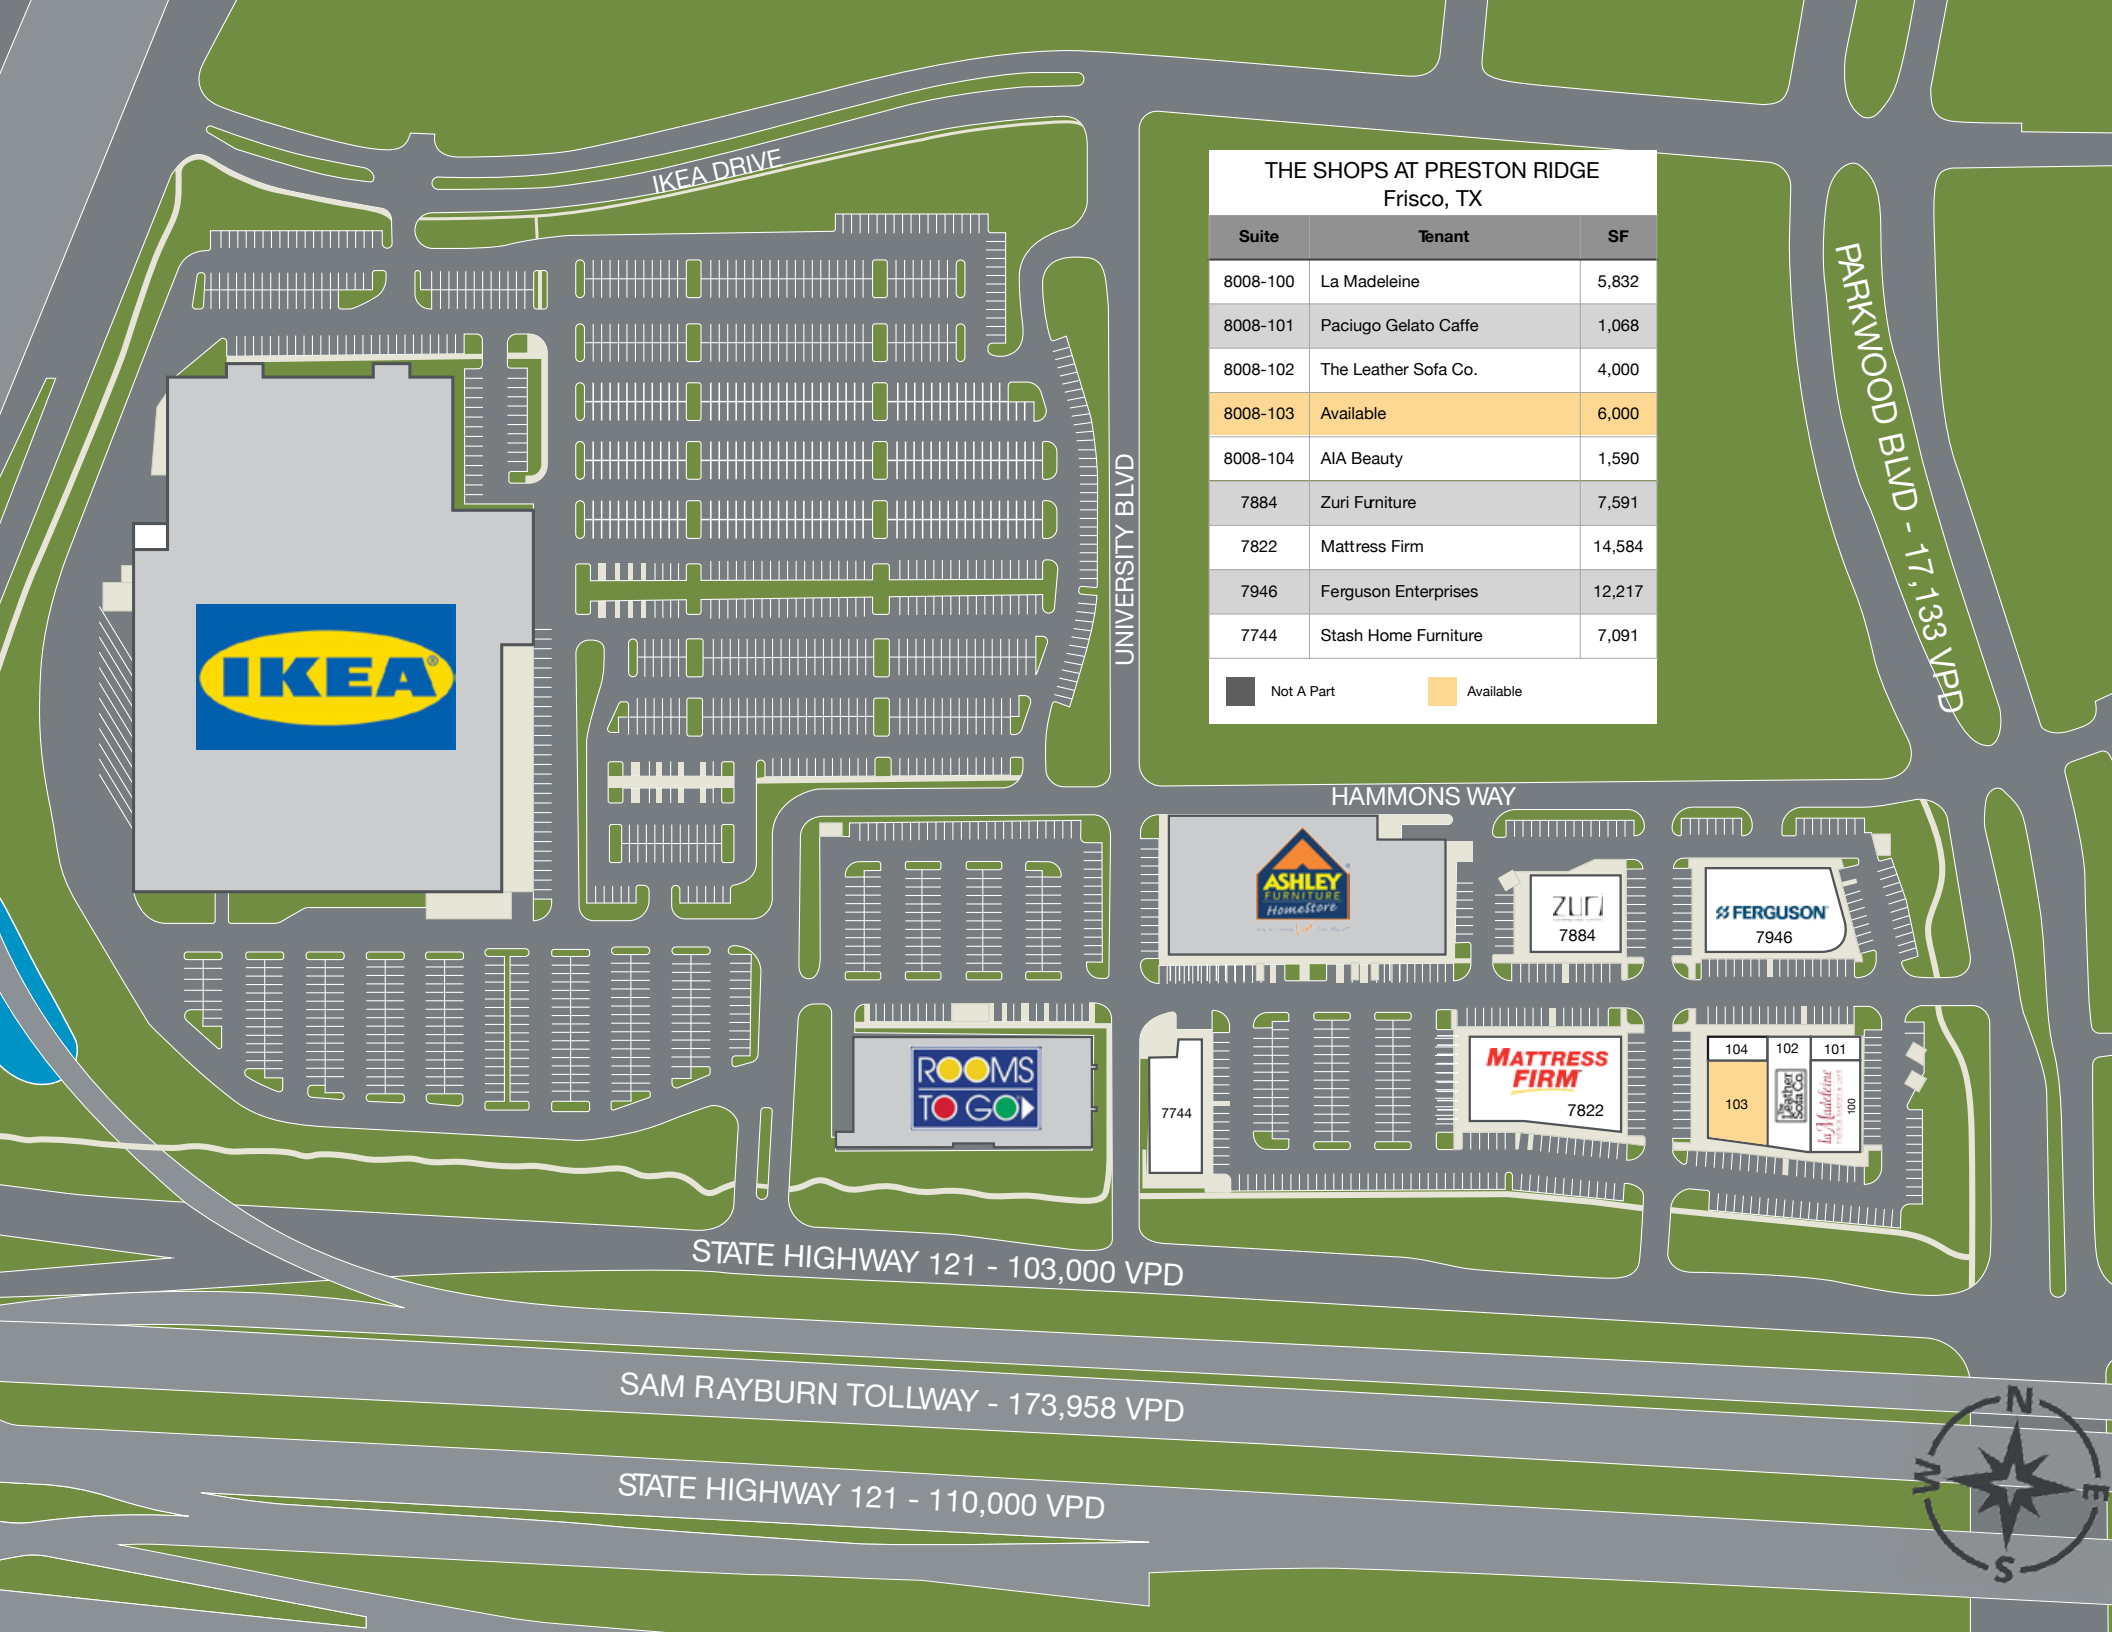 IKEA DRIVE
THE SHOPS AT PRESTON RIDGE
Frisco, TX
Suite Tenant SF
8008-100 La Madeleine 5,832
8008-101 Paciugo Gelato Caffe 1,068
8008-102 The Leather Sofa Co. 4,000
8008-103 Available 6,000
8008-104 AIA Beauty 1,590
7884 Zuri Furniture 7,591
7822 Mattress Firm 14,584
7946 Ferguson Enterprises 12,217
7744 Stash Home Furniture 7,091
Not A Part Available
PARKWOOD BLVD - 17,133 VPD
UNIVERSITY BLVD
IKEA®
HAMMONS WAY
ASHLEY
FURNITURE
HomeStore
zuri
7884
FERGUSON
7946
ROOMS
TO GO
7744
MATTRESS
FIRM
7822
104 102 101
103
The
Leather
Sofa Co.
la Madeleine
100
STATE HIGHWAY 121 - 103,000 VPD
SAM RAYBURN TOLLWAY - 173,958 VPD
STATE HIGHWAY 121 - 110,000 VPD
N
W
E
S